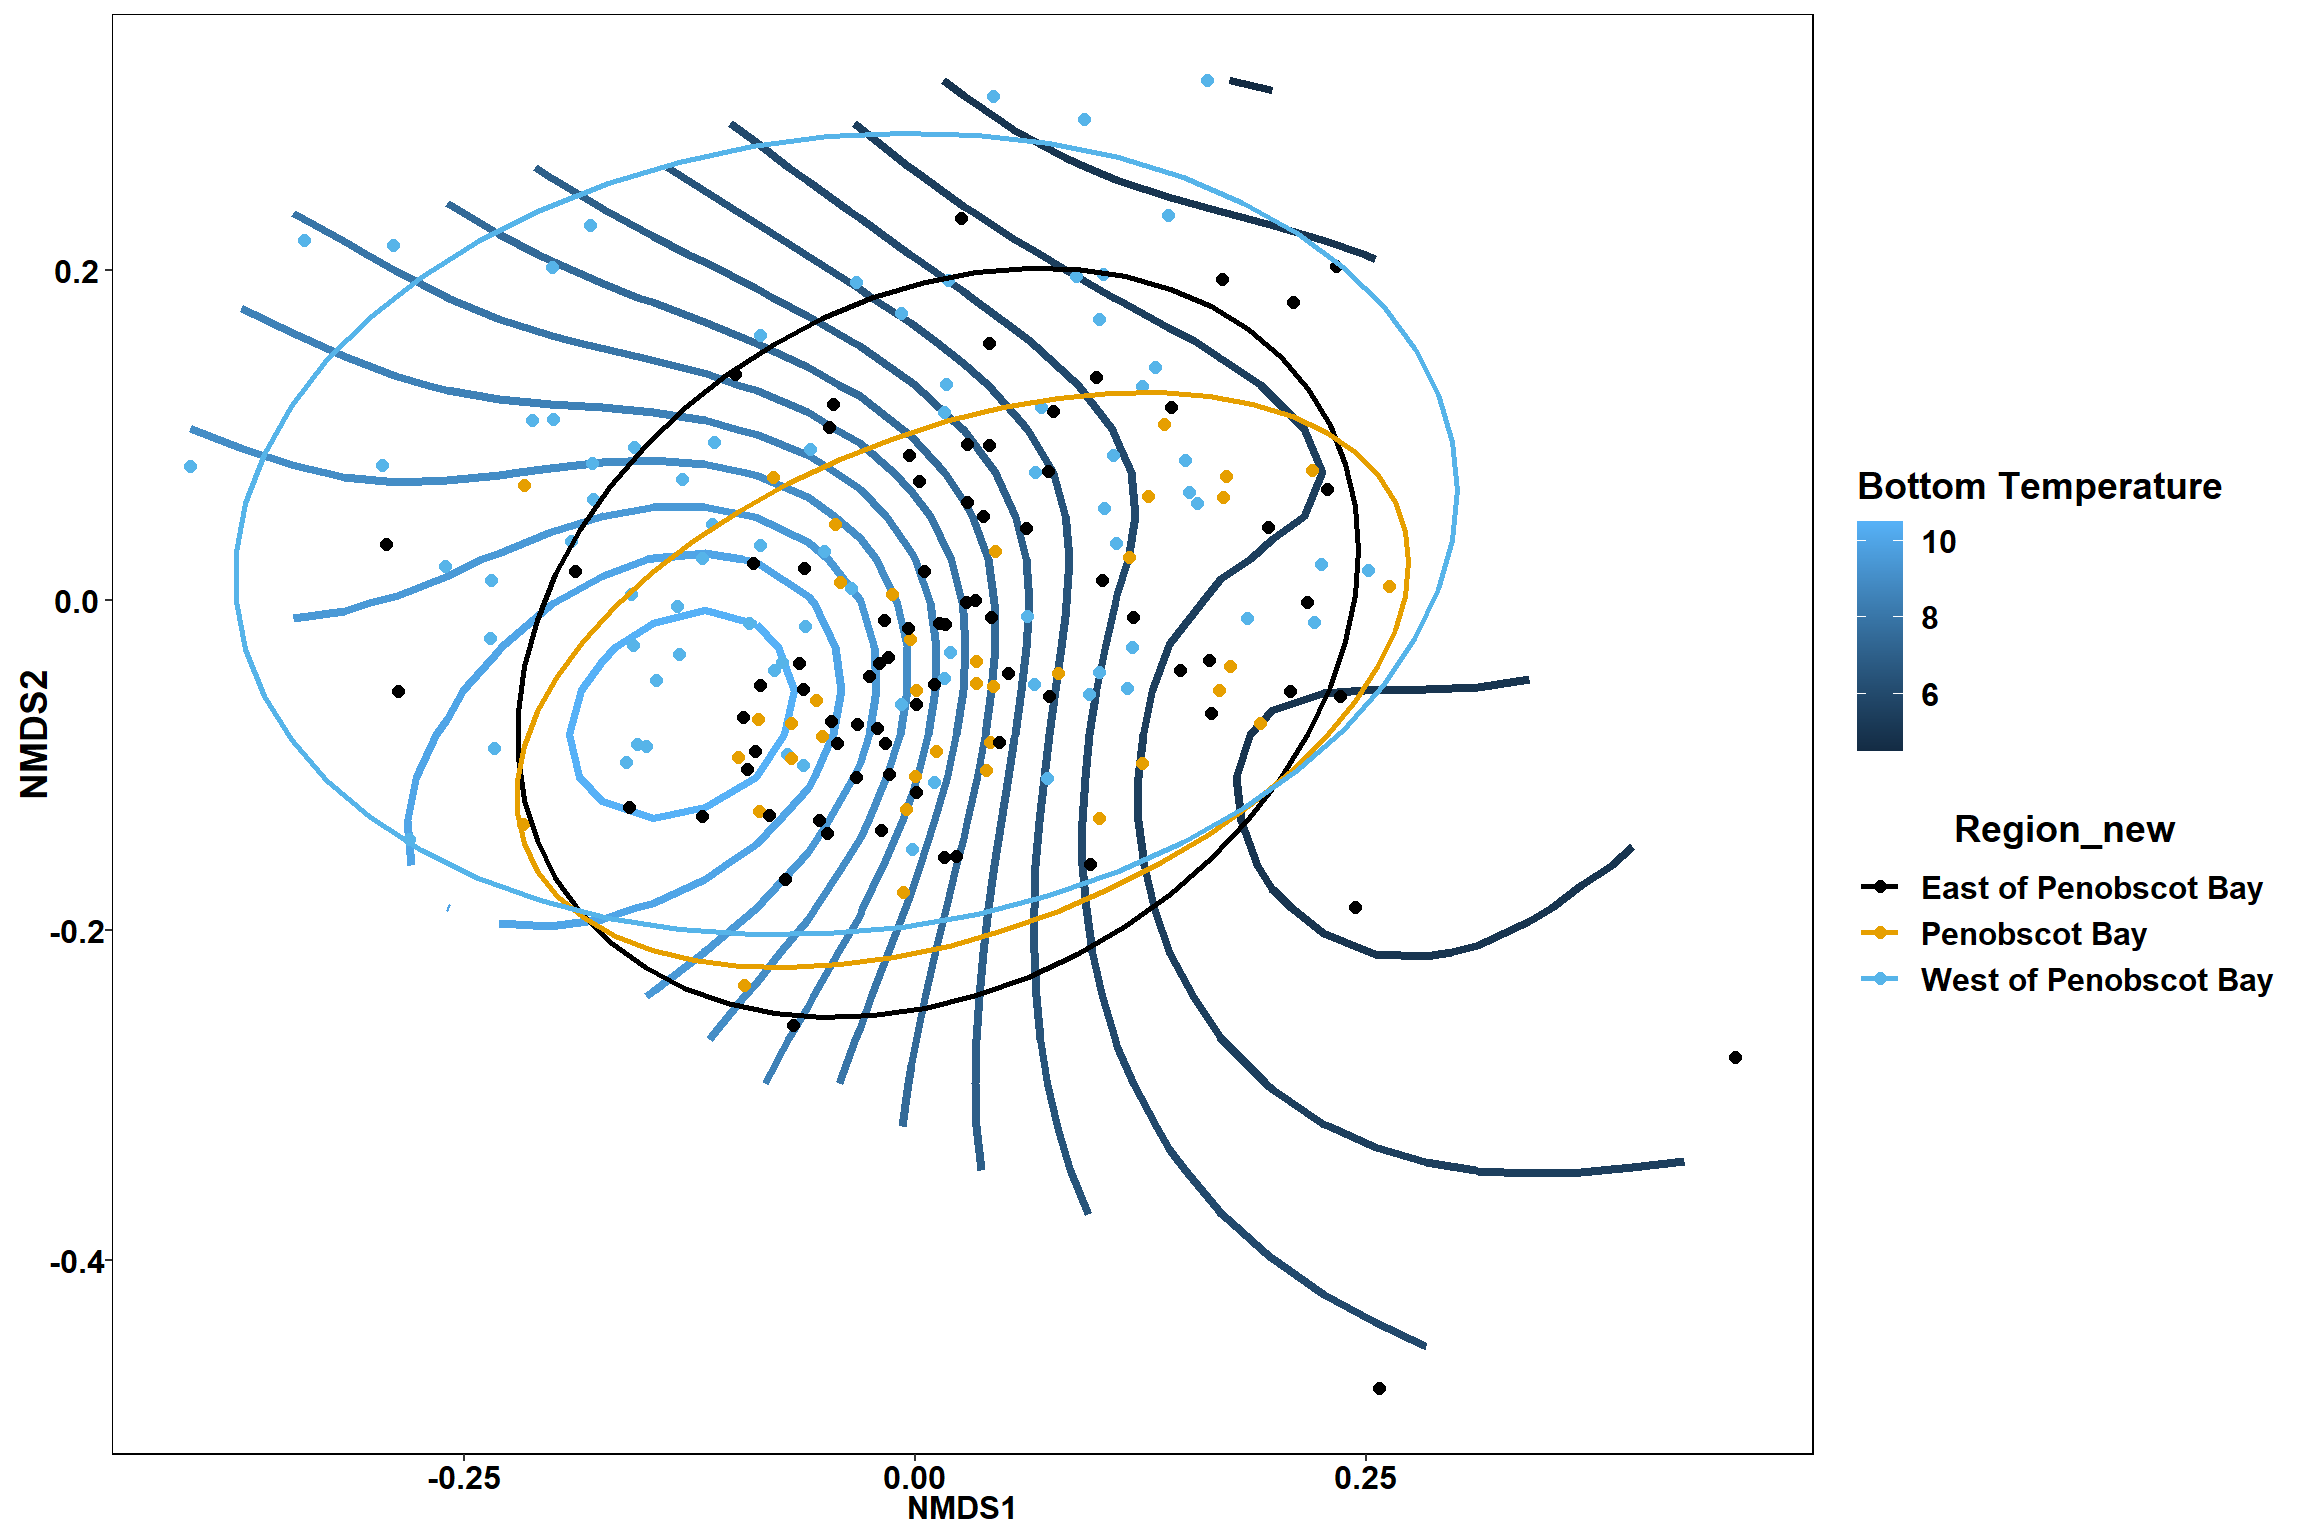 NMDS2
0.2
0.0
-0.2
-0.4
-0.25
0.00
0.25
NMDS1
Bottom Temperature
10
8
6
Region_new
East of Penobscot Bay
Penobscot Bay
West of Penobscot Bay